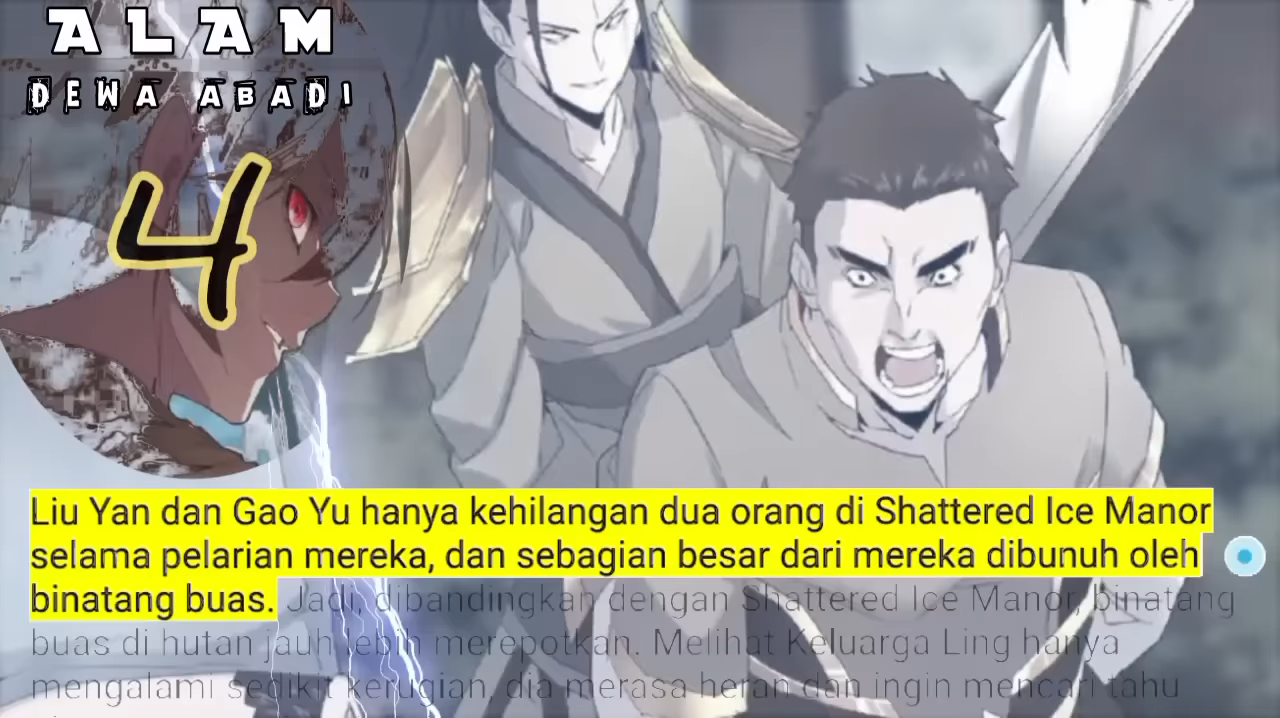 ALAM
DEWA ABADI
4
Liu Yan dan Gao Yu hanya kehilangan dua orang di Shattered Ice Manor
selama pelarian mereka, dan sebagian besar dari mereka dibunuh oleh
binatang buas. Jadi, dibandingkan dengan Shattered Ice Manor, binatang
buas di hutan jauh lebih merepotkan. Melihat Keluarga Ling hanya
mengalami sedikit kerugian, dia merasa heran dan ingin mencari tahu